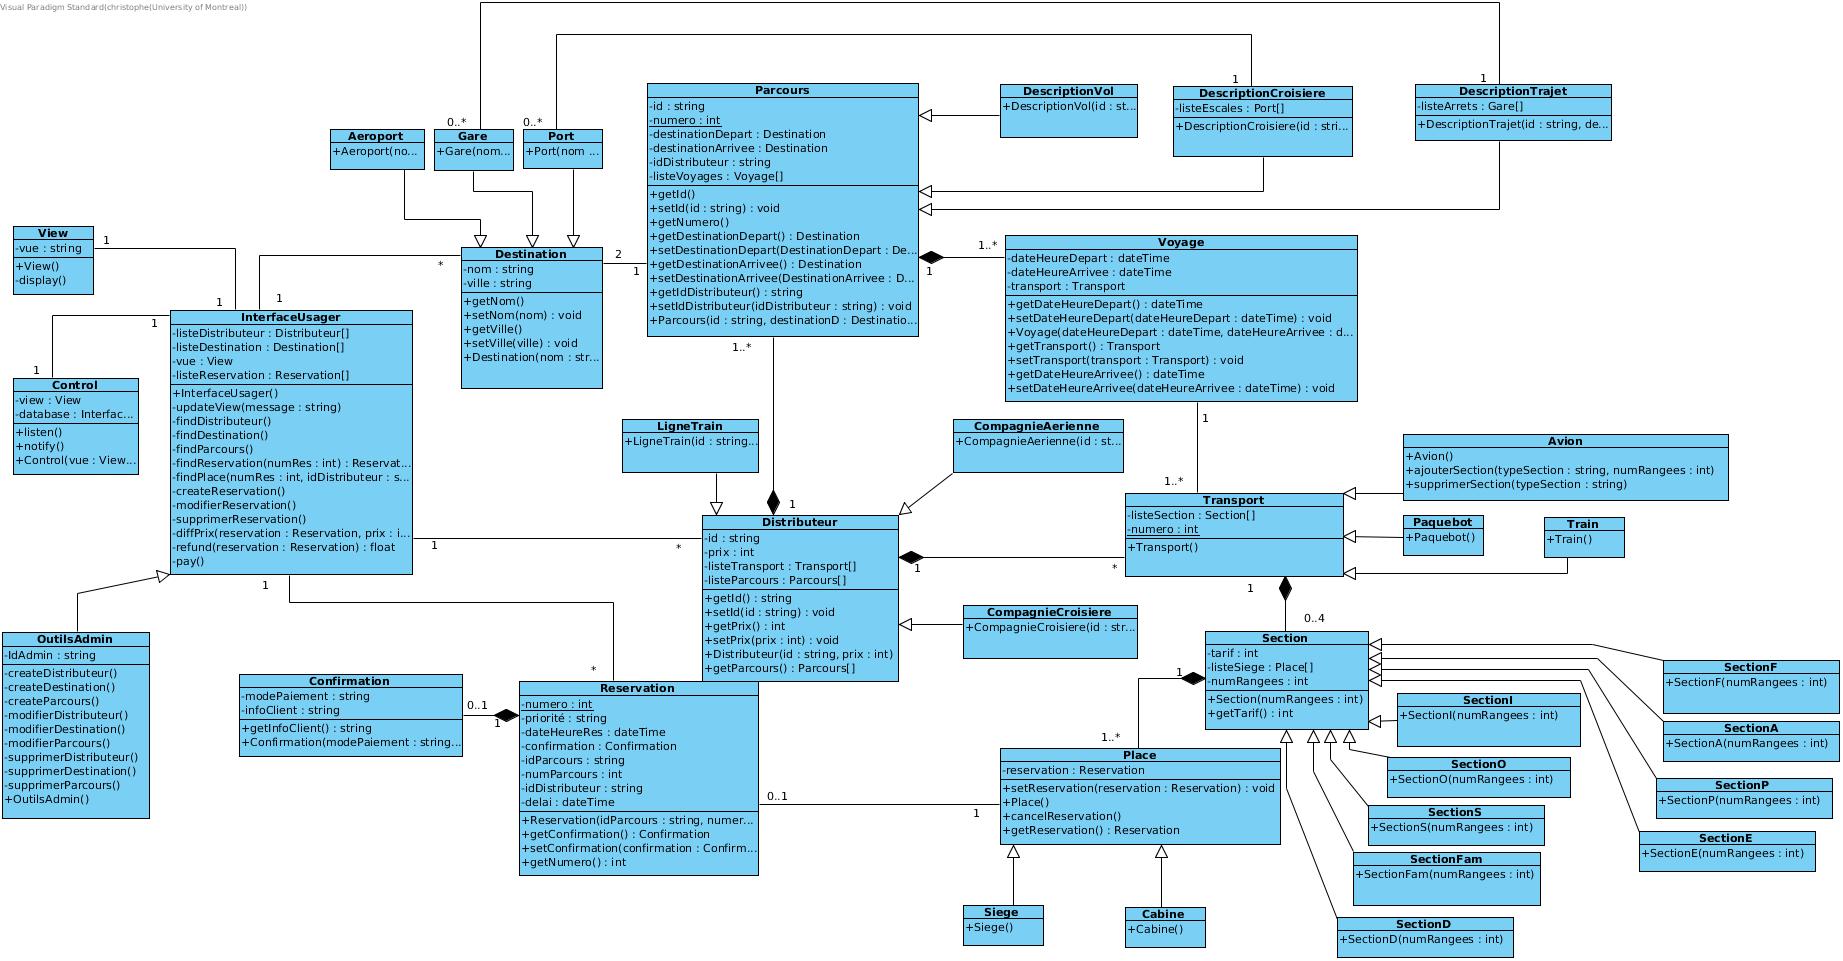 Visual Paradigm Standard(christophe(University of Montreal))
Parcours
-id : string
-numero : int
-destinationDepart : Destination
-destinationArrivee : Destination
-idDistributeur : string
-listeVoyages : Voyage[]
+getId()
+setId(id : string) : void
+getNumero()
+getDestinationDepart() : Destination
+setDestinationDepart(DestinationDepart : De...
+getDestinationArrivee() : Destination
+setDestinationArrivee(DestinationArrivee : D...
+getIdDistributeur() : string
+setIdDistributeur(idDistributeur : string) : void
+Parcours(id : string, destinationD : Destinatio...
DescriptionVol
+DescriptionVol(id : st...
1
DescriptionCroisiere
-listeEscales : Port[]
+DescriptionCroisiere(id : stri...
1
DescriptionTrajet
-listeArrets : Gare[]
+DescriptionTrajet(id : string, de...
Aeroport
+Aeroport(no...
0..*
Gare
+Gare(nom...
0..*
Port
+Port(nom ...
View
-vue : string
+View()
-display()
1
1
1
*
Destination
-nom : string
-ville : string
+getNom()
+setNom(nom) : void
+getVille()
+setVille(ville) : void
+Destination(nom : str...
2
1
1
1..*
Voyage
-dateHeureDepart : dateTime
-dateHeureArrivee : dateTime
-transport : Transport
+getDateHeureDepart() : dateTime
+setDateHeureDepart(dateHeureDepart : dateTime) : void
+Voyage(dateHeureDepart : dateTime, dateHeureArrivee : d...
+getTransport() : Transport
+setTransport(transport : Transport) : void
+getDateHeureArrivee() : dateTime
+setDateHeureArrivee(dateHeureArrivee : dateTime) : void
InterfaceUsager
-listeDistributeur : Distributeur[]
-listeDestination : Destination[]
-vue : View
-listeReservation : Reservation[]
+InterfaceUsager()
-updateView(message : string)
-findDistributeur()
-findDestination()
-findParcours()
-findReservation(numRes : int) : Reservat...
-findPlace(numRes : int, idDistributeur : s...
-createReservation()
-modifierReservation()
-supprimerReservation()
-diffPrix(reservation : Reservation, prix : i...
-refund(reservation : Reservation) : float
-pay()
1
1
Control
-view : View
-database : Interfac...
+listen()
+notify()
+Control(vue : View...
1..*
1
LigneTrain
+LigneTrain(id : string...
CompagnieAerienne
+CompagnieAerienne(id : st...
1
1..*
Avion
+Avion()
+ajouterSection(typeSection : string, numRangees : int)
+supprimerSection(typeSection : string)
Transport
-listeSection : Section[]
-numero : int
+Transport()
Paquebot
+Paquebot()
Train
+Train()
Distributeur
-id : string
-prix : int
-listeTransport : Transport[]
-listeParcours : Parcours[]
+getId() : string
+setId(id : string) : void
+getPrix() : int
+setPrix(prix : int) : void
+Distributeur(id : string, prix : int)
+getParcours() : Parcours[]
1
*
1
*
1
*
1
0..4
CompagnieCroisiere
+CompagnieCroisiere(id : str...
OutilsAdmin
-IdAdmin : string
-createDistributeur()
-createDestination()
-createParcours()
-modifierDistributeur()
-modifierDestination()
-modifierParcours()
-supprimerDistributeur()
-supprimerDestination()
-supprimerParcours()
+OutilsAdmin()
Confirmation
-modePaiement : string
-infoClient : string
+getInfoClient() : string
+Confirmation(modePaiement : string...
0..1
1
Reservation
-numero : int
-priorité : string
-dateHeureRes : dateTime
-confirmation : Confirmation
-idParcours : string
-numParcours : int
-idDistributeur : string
-delai : dateTime
+Reservation(idParcours : string, numer...
+getConfirmation() : Confirmation
+setConfirmation(confirmation : Confirm...
+getNumero() : int
0..1
1
Section
-tarif : int
-listeSiege : Place[]
-numRangees : int
+Section(numRangees : int)
+getTarif() : int
1
1..*
Place
-reservation : Reservation
+setReservation(reservation : Reservation) : void
+Place()
+cancelReservation()
+getReservation() : Reservation
Siege
+Siege()
Cabine
+Cabine()
SectionF
+SectionF(numRangees : int)
SectionI
+SectionI(numRangees : int)
SectionA
+SectionA(numRangees : int)
SectionO
+SectionO(numRangees : int)
SectionP
+SectionP(numRangees : int)
SectionS
+SectionS(numRangees : int)
SectionE
+SectionE(numRangees : int)
SectionFam
+SectionFam(numRangees : int)
SectionD
+SectionD(numRangees : int)